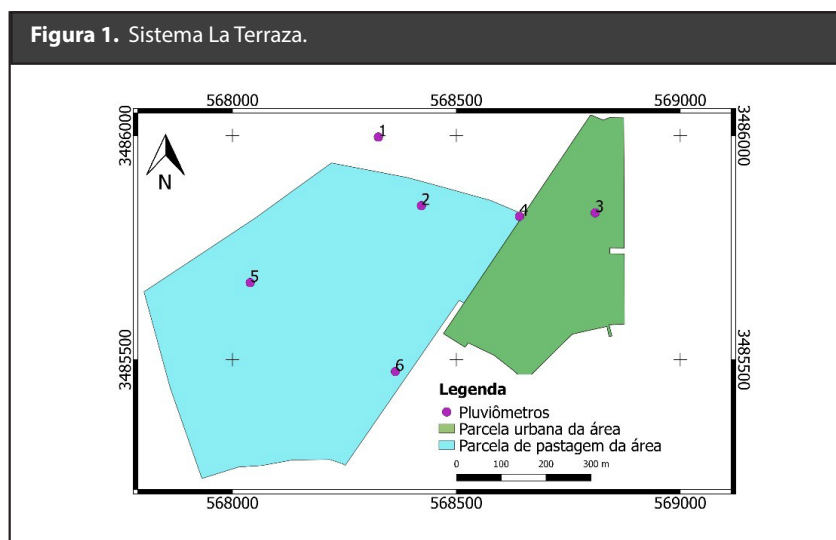 Figura 1. Sistema La Terraza.
568000 568500 569000
3486000 3486000
N
1
2
4 3
5
6
3485500 3485500
Legenda
Pluviômetros
Parcela urbana da área
Parcela de pastagem da área
0 100 200 300 m
568000 568500 569000